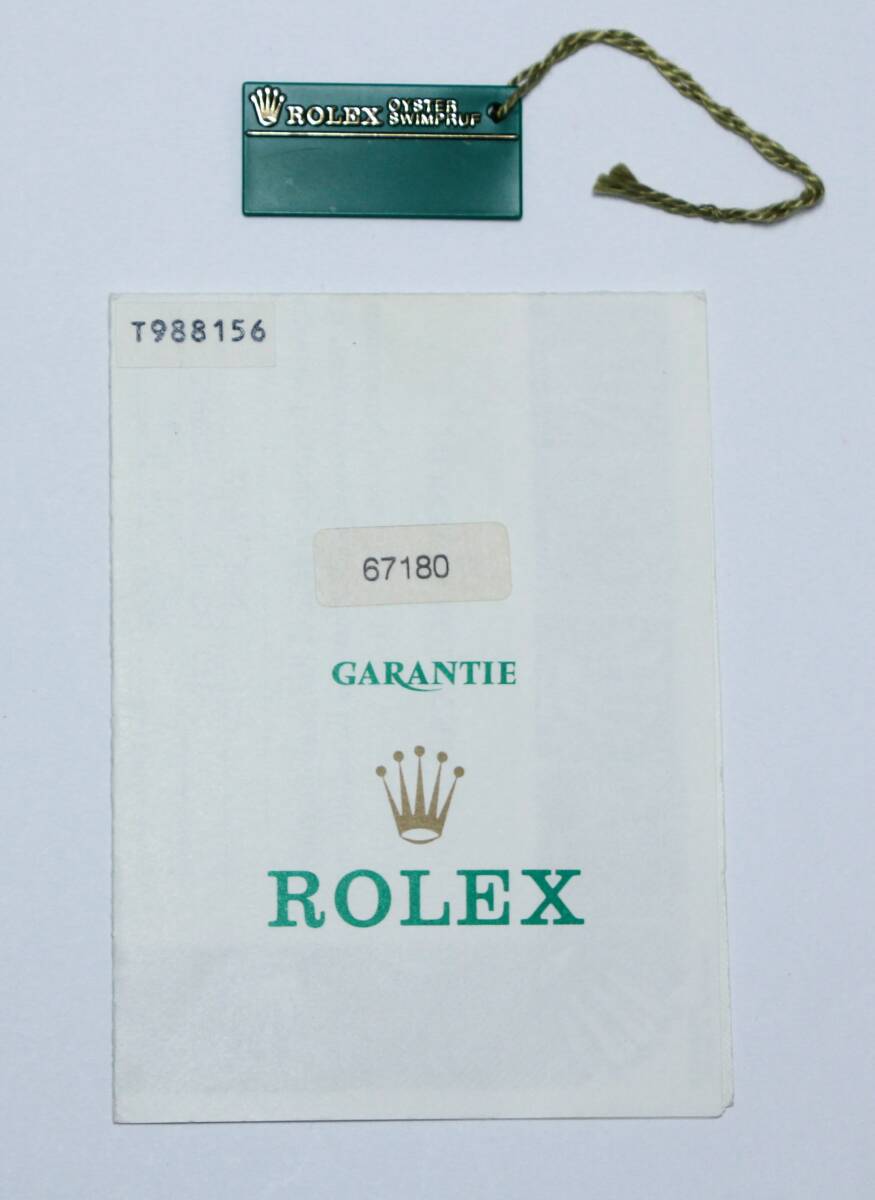 ROLEX OYSTER SWIMPRUF
T988156
67180
GARANTIE
ROLEX